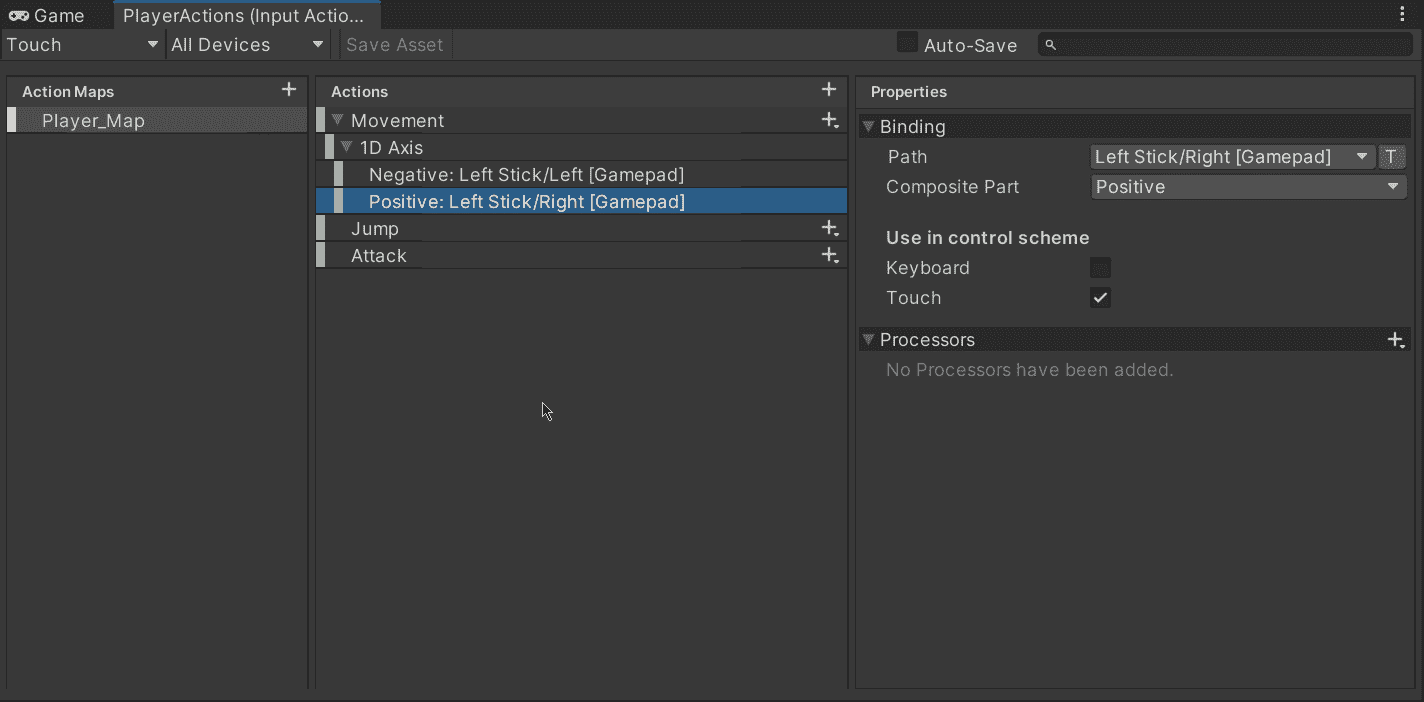 Game
PlayerActions (Input Actio...
Touch
All Devices
Save Asset
Auto-Save
Action Maps
Player_Map
Actions
Movement
1D Axis
Negative: Left Stick/Left [Gamepad]
Positive: Left Stick/Right [Gamepad]
Jump
Attack
Properties
Binding
Path
Left Stick/Right [Gamepad]
T
Composite Part
Positive
Use in control scheme
Keyboard
Touch
Processors
No Processors have been added.